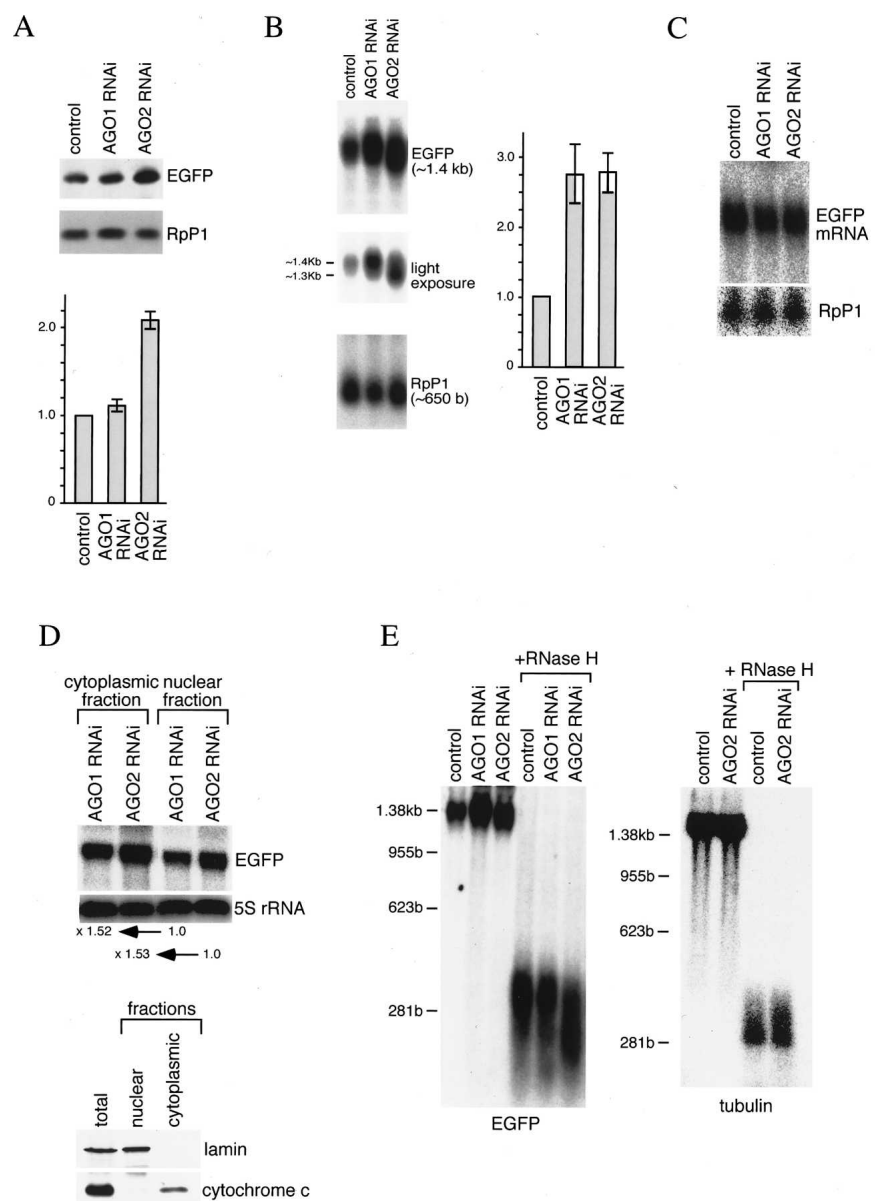 A
control
AGO1 RNAi
AGO2 RNAi
EGFP
RpP1
2.0
1.0
0
control
AGO1
RNAi
AGO2
RNAi
B
control
AGO1 RNAi
AGO2 RNAi
EGFP
(~1.4 kb)
~1.4Kb
~1.3Kb
light
exposure
RpP1
(~650 b)
3.0
2.0
1.0
0
control
AGO1
RNAi
AGO2
RNAi
C
control
AGO1 RNAi
AGO2 RNAi
EGFP
mRNA
RpP1
D
cytoplasmic nuclear
fraction fraction
AGO1 RNAi
AGO2 RNAi
AGO1 RNAi
AGO2 RNAi
EGFP
5S rRNA
x 1.52 1.0
x 1.53 1.0
fractions
total
nuclear
cytoplasmic
lamin
cytochrome c
E
+RNase H
control
AGO1 RNAi
AGO2 RNAi
control
AGO1 RNAi
AGO2 RNAi
1.38kb
955b
623b
281b
EGFP
+ RNase H
control
AGO2 RNAi
control
AGO2 RNAi
1.38kb
955b
623b
281b
tubulin